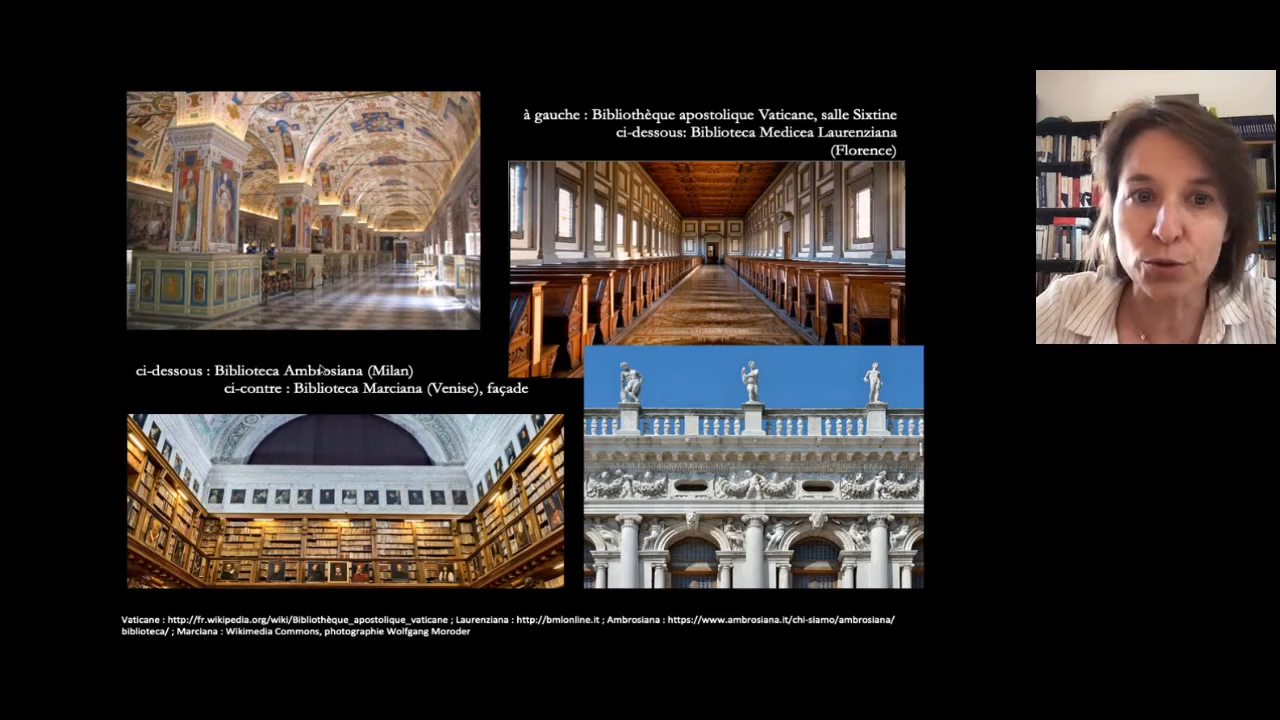 à gauche : Bibliothèque apostolique Vaticane, salle Sixtine
ci-dessous: Biblioteca Medicea Laurenziana
(Florence)
ci-dessous : Biblioteca Ambrosiana (Milan)
ci-contre : Biblioteca Marciana (Venise), façade
Vaticane : http://fr.wikipedia.org/wiki/Bibliothèque_apostolique_vaticane ; Laurenziana : http://bmlonline.it ; Ambrosiana : https://www.ambrosiana.it/chi-siamo/ambrosiana/
biblioteca/ ; Marciana : Wikimedia Commons, photographie Wolfgang Moroder